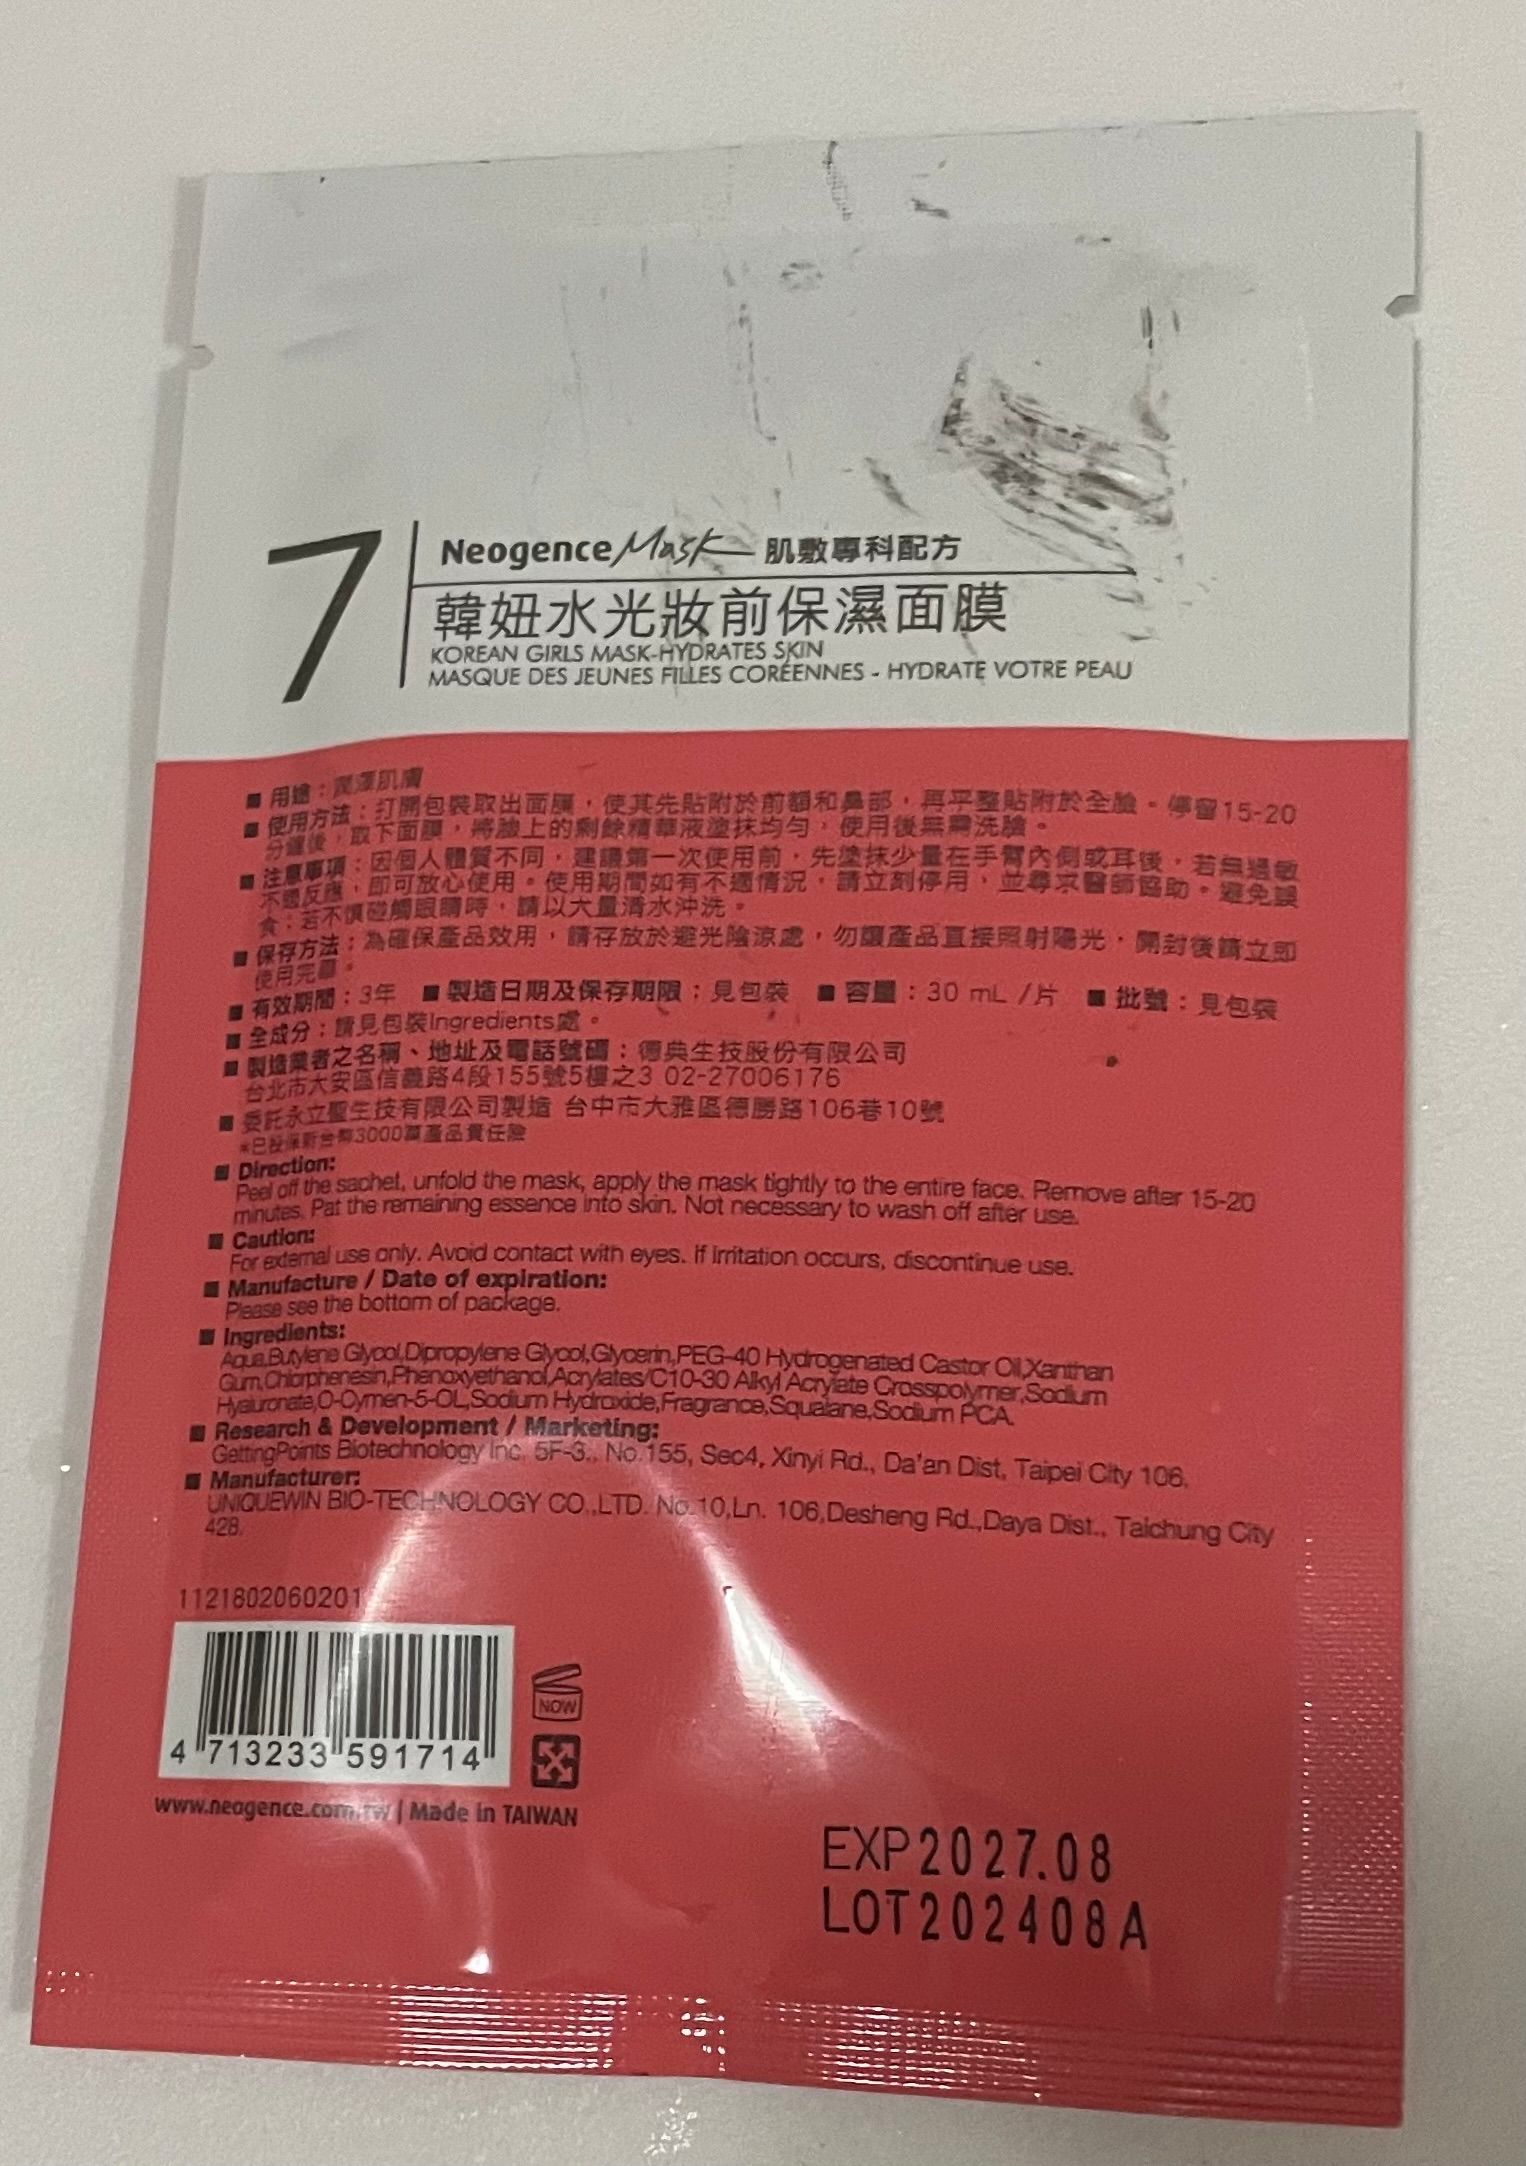 7
Neogence Mask 肌敷專科配方
韓妞水光妝前保濕面膜
KOREAN GIRLS MASK-HYDRATES SKIN
MASQUE DES JEUNES FILLES CORÉENNES - HYDRATE VOTRE PEAU
■ 用途：潤澤肌膚
■ 使用方法：打開包裝取出面膜，使其先貼附於前額和鼻部，再平整貼附於全臉。停留15-20
分鐘後，取下面膜，將臉上的剩餘精華液塗抹均勻，使用後無需洗臉。
■ 注意事項：因個人體質不同，建議第一次使用前，先塗抹少量在手臂內側或耳後，若無過敏
不適反應，即可放心使用。使用期間如有不適情況，請立刻停用，並尋求醫師協助。避免誤
食；若不慎碰觸眼睛時，請以大量清水沖洗。
■ 保存方法：為確保產品效用，請存放於避光陰涼處，勿讓產品直接照射陽光，開封後請立即
使用完畢。
■ 有效期間：3年 ■ 製造日期及保存期限：見包裝 ■ 容量：30 mL /片 ■ 批號：見包裝
■ 全成分：請見包裝Ingredients處。
■ 製造業者之名稱、地址及電話號碼：德典生技股份有限公司
台北市大安區信義路4段155號5樓之3 02-27006176
■ 委託永立聖生技有限公司製造 台中市大雅區德勝路106巷10號
*已投保新台幣3000萬產品責任險
■ Direction:
Peel off the sachet, unfold the mask, apply the mask tightly to the entire face. Remove after 15-20
minutes. Pat the remaining essence into skin. Not necessary to wash off after use.
■ Caution:
For external use only. Avoid contact with eyes. If irritation occurs, discontinue use.
■ Manufacture / Date of expiration:
Please see the bottom of package.
■ Ingredients:
Aqua,Butylene Glycol,Dipropylene Glycol,Glycerin,PEG-40 Hydrogenated Castor Oil,Xanthan
Gum,Chlorphenesin,Phenoxyethanol,Acrylates/C10-30 Alkyl Acrylate Crosspolymer,Sodium
Hyaluronate,O-Cymen-5-OL,Sodium Hydroxide,Fragrance,Squalane,Sodium PCA.
■ Research & Development / Marketing:
GettingPoints Biotechnology Inc. 5F-3., No.155, Sec4, Xinyi Rd., Da'an Dist, Taipei City 106.
■ Manufacturer:
UNIQUEWIN BIO-TECHNOLOGY CO.,LTD. No.10,Ln. 106,Desheng Rd.,Daya Dist., Taichung City
428.
1121802060201
NOW
4 713233 591714
www.neogence.com.tw | Made in TAIWAN
EXP2027.08
LOT202408A